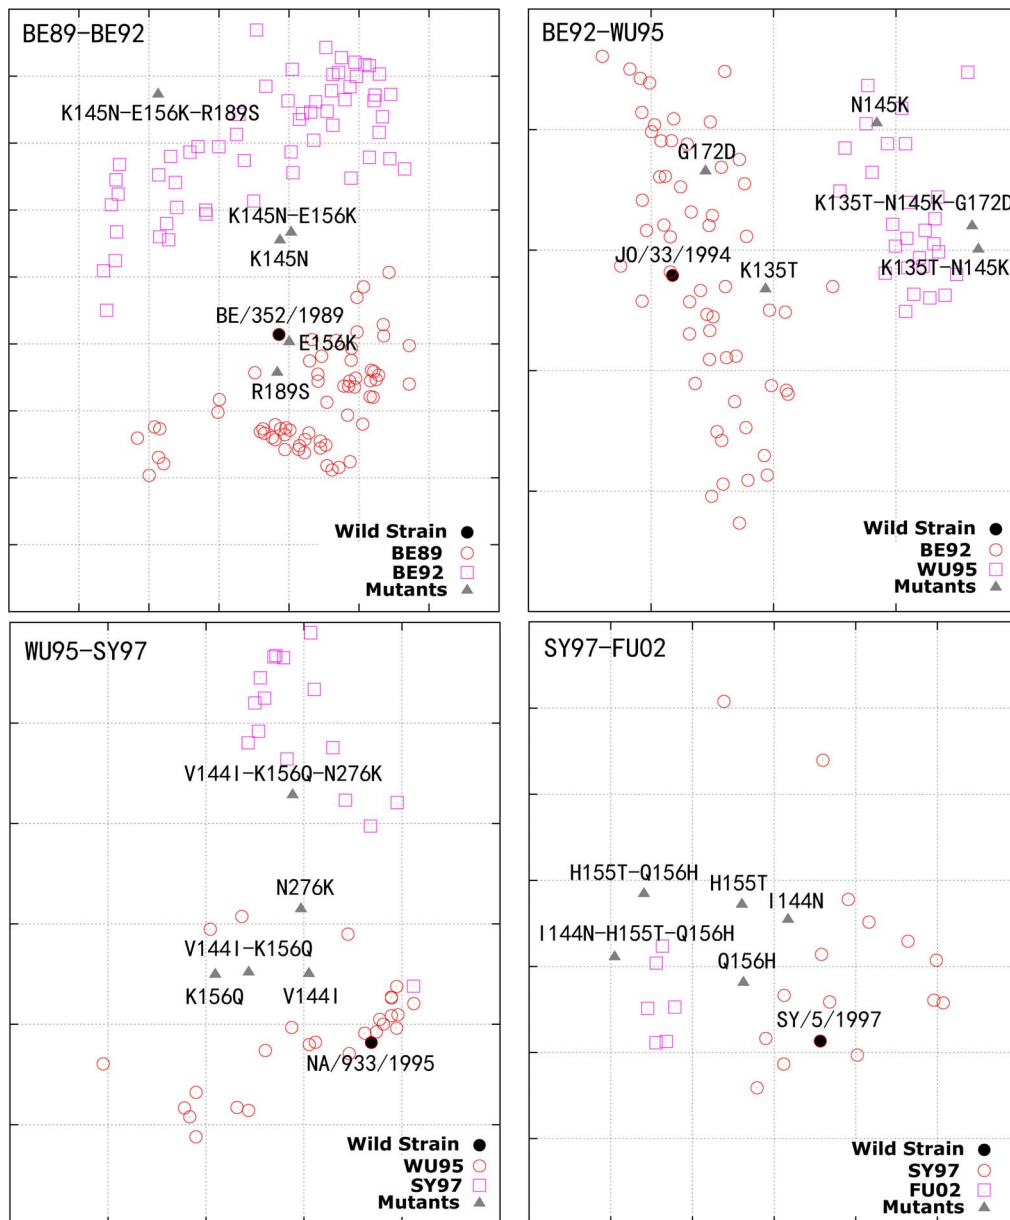 BE89-BE92
K145N-E156K-R189S
K145N-E156K
K145N
BE/352/1989
E156K
R189S
Wild Strain
BE89
BE92
Mutants
BE92-WU95
N145K
G172D
K135T-N145K-G172D
JO/33/1994
K135T
K135T-N145K
Wild Strain
BE92
WU95
Mutants
WU95-SY97
V144I-K156Q-N276K
N276K
V144I-K156Q
K156Q
V144I
NA/933/1995
Wild Strain
WU95
SY97
Mutants
SY97-FU02
H155T-Q156H
H155T
I144N
I144N-H155T-Q156H
Q156H
SY/5/1997
Wild Strain
SY97
FU02
Mutants